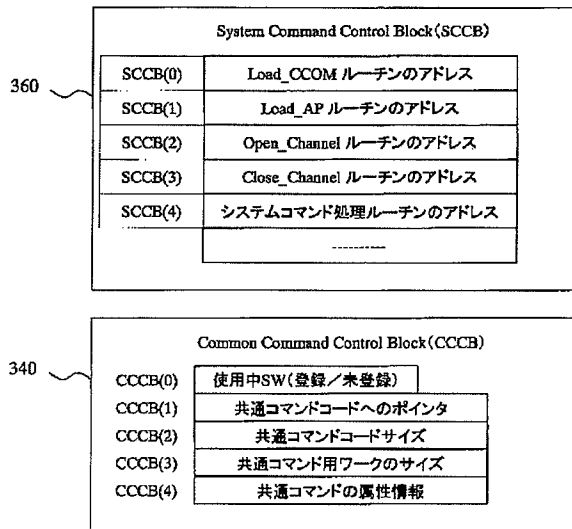 System Command Control Block(SCCB)
360
SCCB(0) Load_CCOM ルーチンのアドレス
SCCB(1) Load_AP ルーチンのアドレス
SCCB(2) Open_Channel ルーチンのアドレス
SCCB(3) Close_Channel ルーチンのアドレス
SCCB(4) システムコマンド処理ルーチンのアドレス
---------
Common Command Control Block(CCCB)
340
CCCB(0) 使用中SW(登録/未登録)
CCCB(1) 共通コマンドコードへのポインタ
CCCB(2) 共通コマンドコードサイズ
CCCB(3) 共通コマンド用ワークのサイズ
CCCB(4) 共通コマンドの属性情報